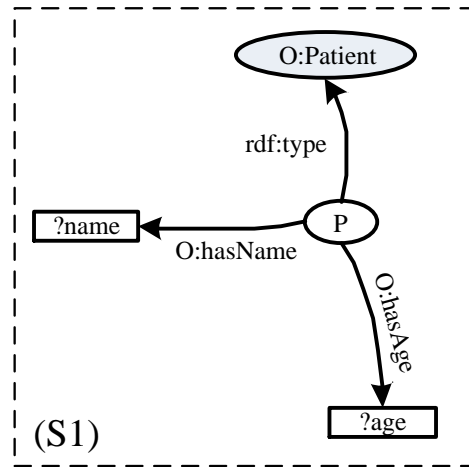 O:Patient
rdf:type
P
?name
O:hasName
O:hasAge
?age
(S1)